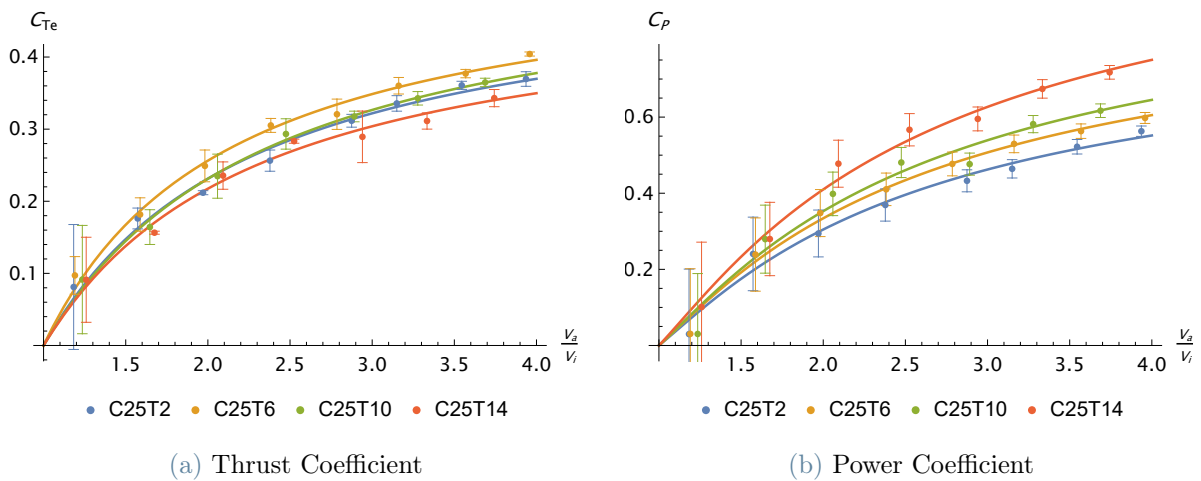 C_Te
0.4
0.3
0.2
0.1
1.5 2.0 2.5 3.0 3.5 4.0
V_a
V_i
C25T2 C25T6 C25T10 C25T14
(a) Thrust Coefficient
C_P
0.6
0.4
0.2
1.5 2.0 2.5 3.0 3.5 4.0
V_a
V_i
C25T2 C25T6 C25T10 C25T14
(b) Power Coefficient